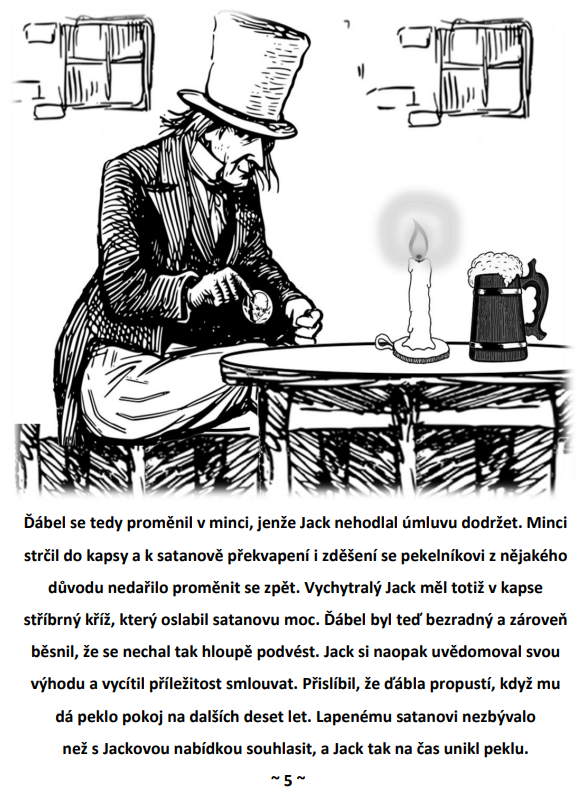 Ďábel se tedy proměnil v minci, jenže Jack nehodlal úmluvu dodržet. Minci
strčil do kapsy a k satanově překvapení i zděšení se pekelníkovi z nějakého
důvodu nedařilo proměnit se zpět. Vychytralý Jack měl totiž v kapse
stříbrný kříž, který oslabil satanovu moc. Ďábel byl teď bezradný a zároveň
běsnil, že se nechal tak hloupě podvést. Jack si naopak uvědomoval svou
výhodu a vycítil příležitost smlouvat. Přislíbil, že ďábla propustí, když mu
dá peklo pokoj na dalších deset let. Lapenému satanovi nezbývalo
než s Jackovou nabídkou souhlasit, a Jack tak na čas unikl peklu.
~ 5 ~